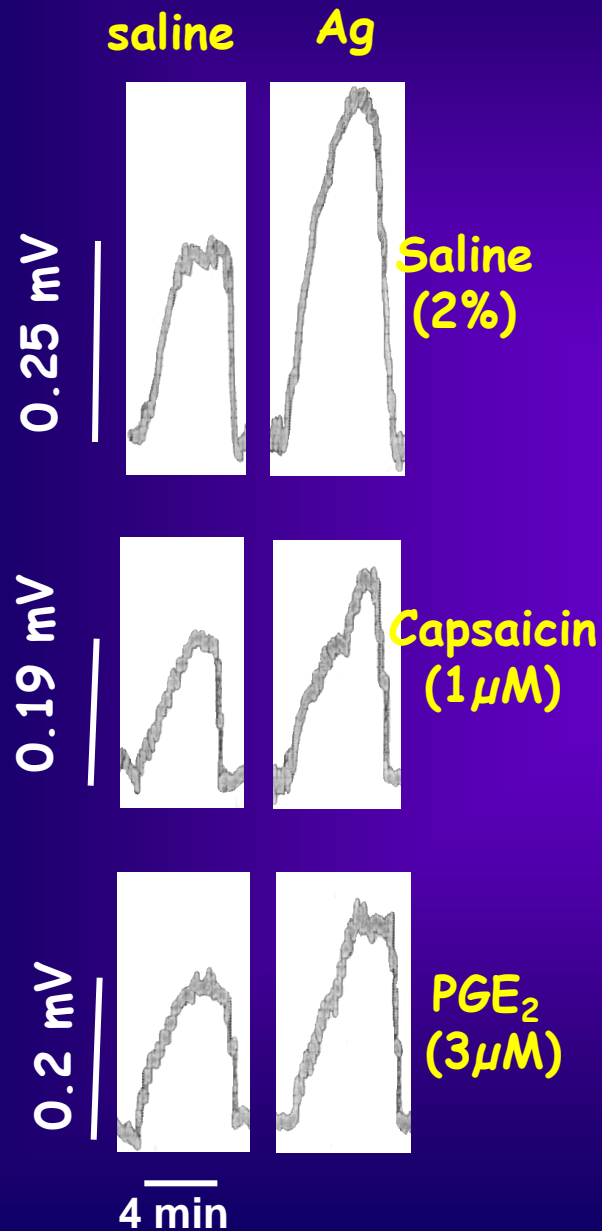 saline Ag
0.25 mV
Saline
(2%)
0.19 mV
Capsaicin
(1µM)
0.2 mV
PGE₂
(3µM)
4 min